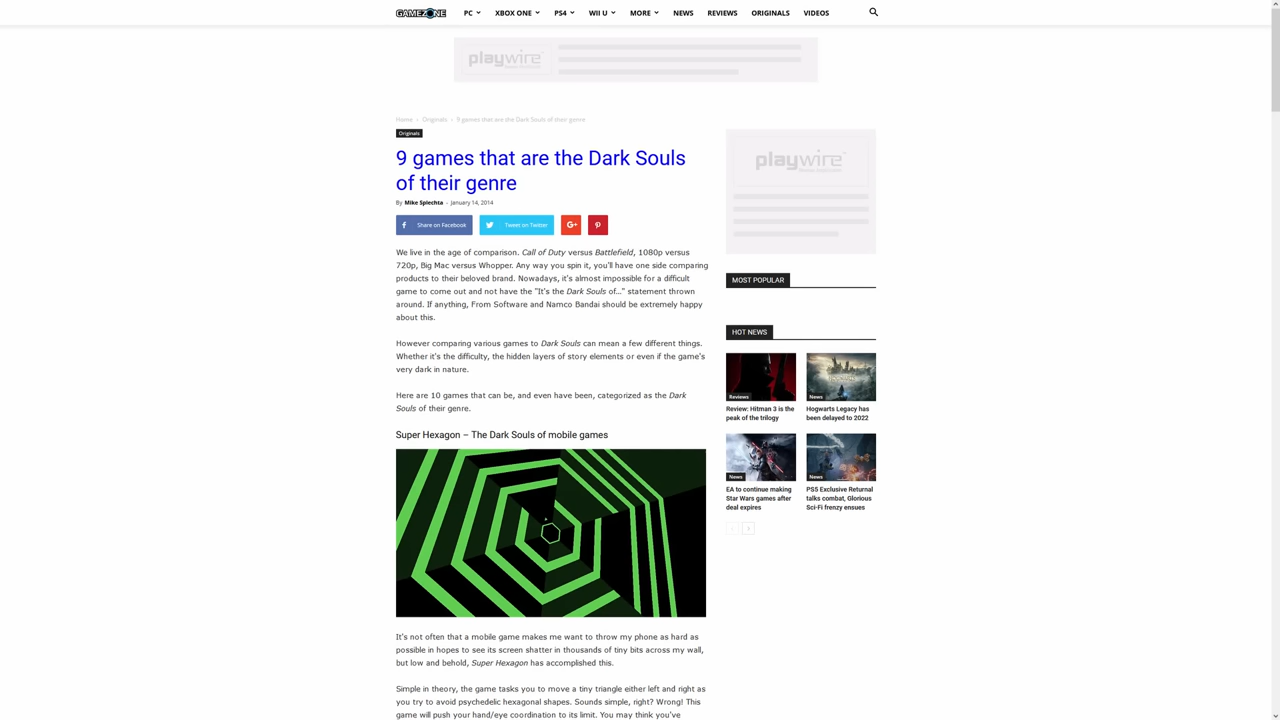 GAMEZONE PC XBOX ONE PS4 WII U MORE NEWS REVIEWS ORIGINALS VIDEOS
playwire
Home Originals 9 games that are the Dark Souls of their genre
Originals
9 games that are the Dark Souls
of their genre
By Mike Splechta - January 14, 2014
Share on Facebook Tweet on Twitter G+
We live in the age of comparison. Call of Duty versus Battlefield, 1080p versus
720p, Big Mac versus Whopper. Any way you spin it, you'll have one side comparing
products to their beloved brand. Nowadays, it's almost impossible for a difficult
game to come out and not have the "It's the Dark Souls of..." statement thrown
around. If anything, From Software and Namco Bandai should be extremely happy
about this.
However comparing various games to Dark Souls can mean a few different things.
Whether it's the difficulty, the hidden layers of story elements or even if the game's
very dark in nature.
Here are 10 games that can be, and even have been, categorized as the Dark
Souls of their genre.
Super Hexagon – The Dark Souls of mobile games
It's not often that a mobile game makes me want to throw my phone as hard as
possible in hopes to see its screen shatter in thousands of tiny bits across my wall,
but low and behold, Super Hexagon has accomplished this.
Simple in theory, the game tasks you to move a tiny triangle either left and right as
you try to avoid psychedelic hexagonal shapes. Sounds simple, right? Wrong! This
game will push your hand/eye coordination to its limit. You may think you've
playwire
MOST POPULAR
HOT NEWS
Reviews
Review: Hitman 3 is the
peak of the trilogy
HOGWARTS
News
Hogwarts Legacy has
been delayed to 2022
News
EA to continue making
Star Wars games after
deal expires
News
PS5 Exclusive Returnal
talks combat, Glorious
Sci-Fi frenzy ensues